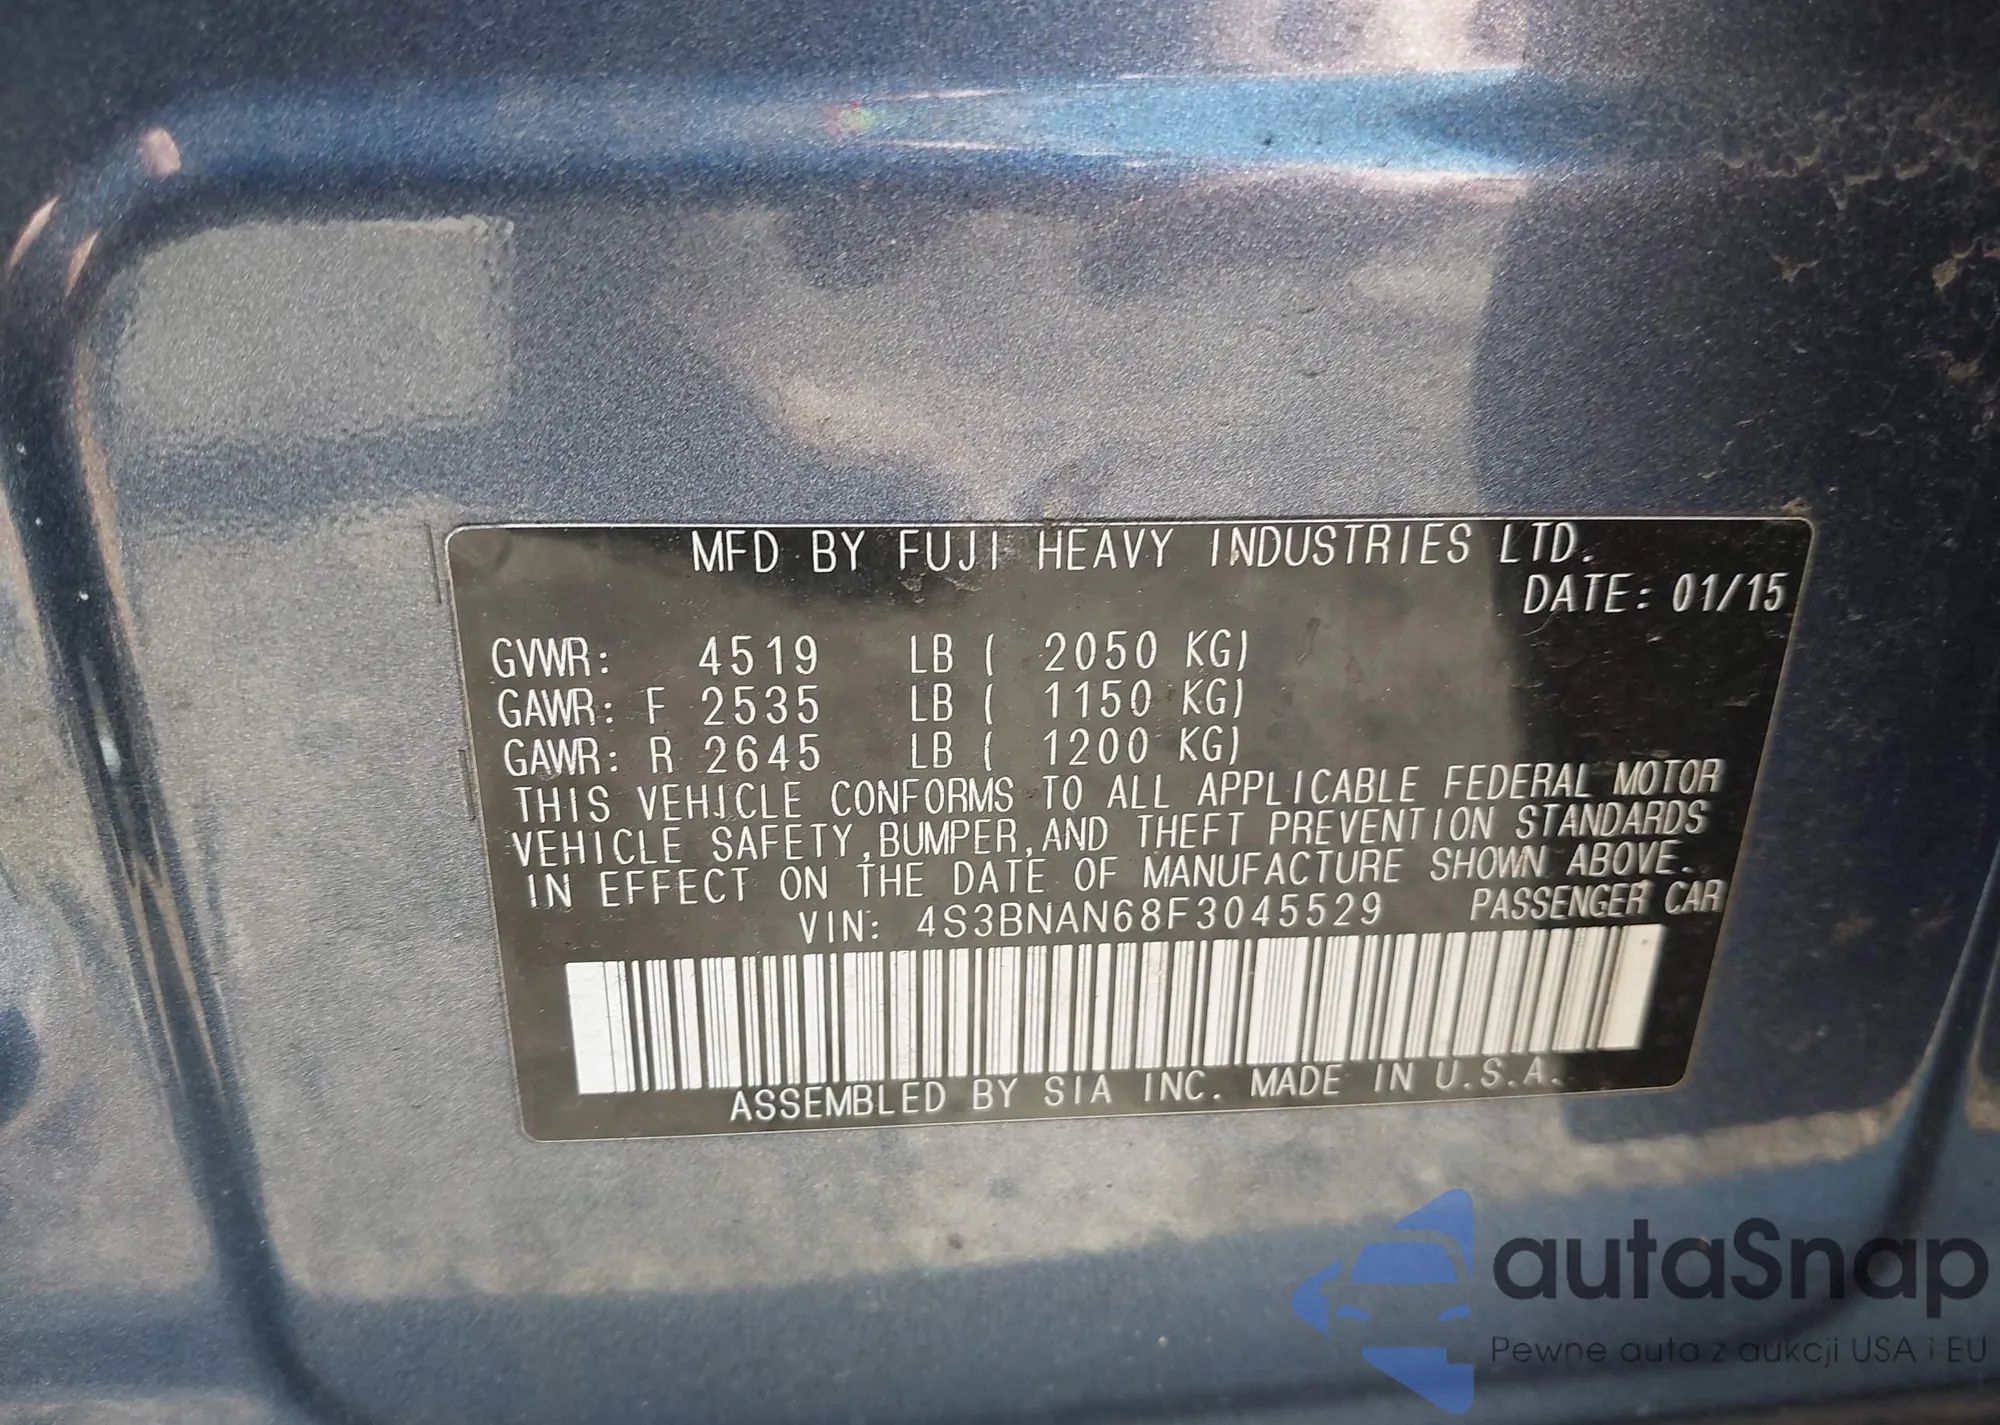 MFD BY FUJI HEAVY INDUSTRIES LTD.
DATE: 01/15
GVWR: 4519 LB ( 2050 KG)
GAWR: F 2535 LB ( 1150 KG)
GAWR: R 2645 LB ( 1200 KG)
THIS VEHICLE CONFORMS TO ALL APPLICABLE FEDERAL MOTOR
VEHICLE SAFETY,BUMPER,AND THEFT PREVENTION STANDARDS
IN EFFECT ON THE DATE OF MANUFACTURE SHOWN ABOVE.
VIN: 4S3BNAN68F3045529 PASSENGER CAR
ASSEMBLED BY SIA INC. MADE IN U.S.A.
autaSnap
Pewne auta z aukcji USA i EU